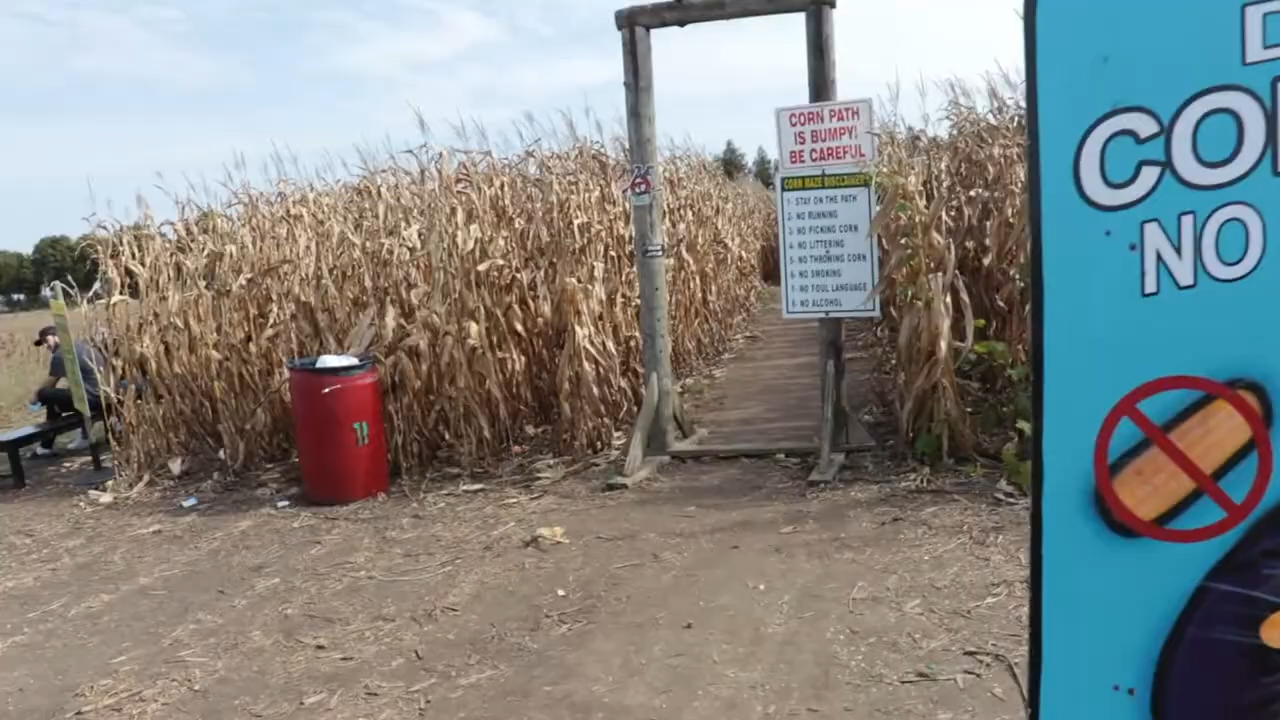 CORN PATH
IS BUMPY!
BE CAREFUL
CORN MAZE DISCLAIMER
1- STAY ON THE PATH
2- NO RUNNING
3- NO PICKING CORN
4- NO LITTERING
5- NO THROWING CORN
6- NO SMOKING
7- NO FOUL LANGUAGE
8- NO ALCOHOL
NO